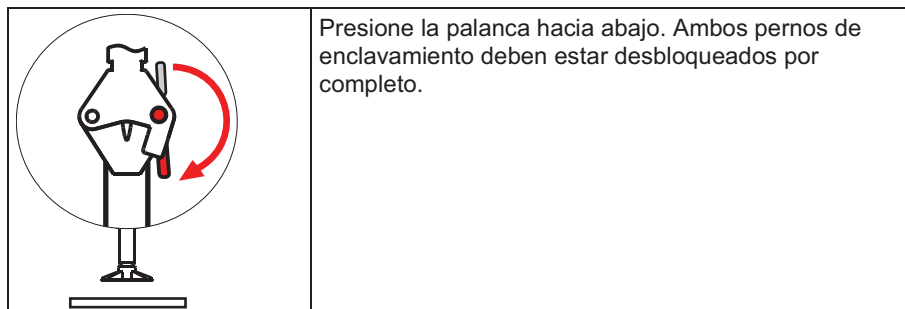 Presione la palanca hacia abajo. Ambos pernos de
enclavamiento deben estar desbloqueados por
completo.